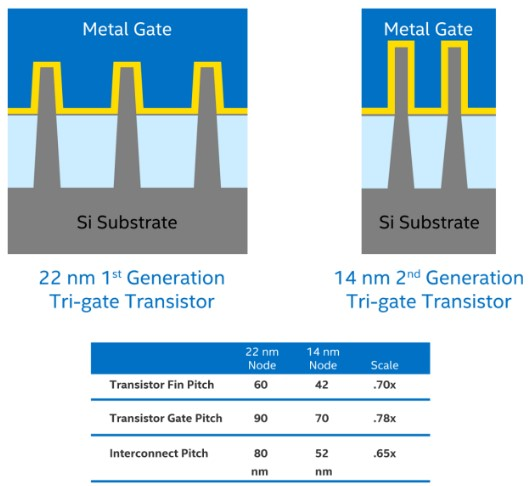 Metal Gate
Si Substrate
22 nm 1st Generation
Tri-gate Transistor
Metal Gate
Si Substrate
14 nm 2nd Generation
Tri-gate Transistor
22 nm Node 14 nm Node Scale
Transistor Fin Pitch 60 42 .70x
Transistor Gate Pitch 90 70 .78x
Interconnect Pitch 80 52 .65x
nm nm